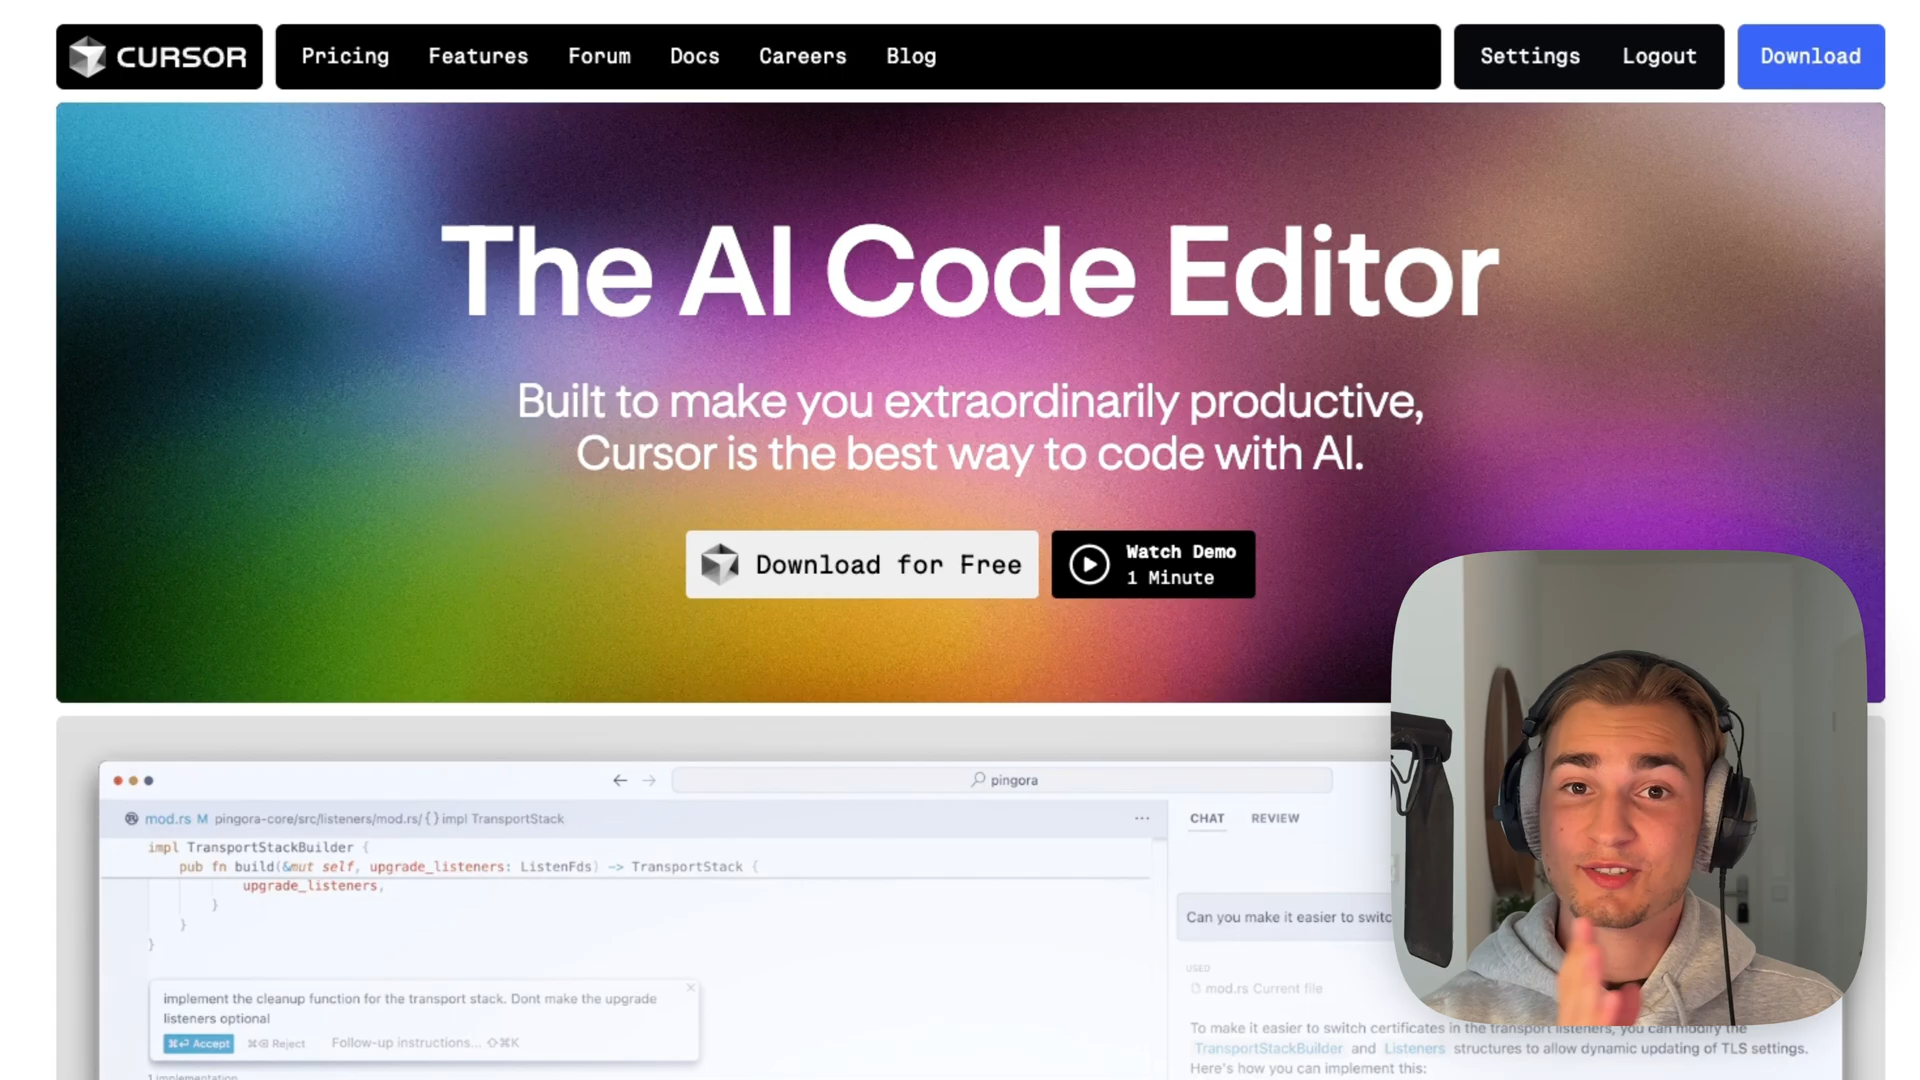 CURSOR
Pricing
Features
Forum
Docs
Careers
Blog
Settings
Logout
Download
The AI Code Editor
Built to make you extraordinarily productive,
Cursor is the best way to code with AI.
Download for Free
Watch Demo
1 Minute
pingora
mod.rs M pingora-core/src/listeners/mod.rs/{} impl TransportStack
...
impl TransportStackBuilder {
pub fn build(&mut self, upgrade_listeners: ListenFds) -> TransportStack {
upgrade_listeners,
}
}
}
implement the cleanup function for the transport stack. Dont make the upgrade
listeners optional
⌘⏎ Accept
⌘⌫ Reject
Follow-up instructions... ⇧⌘K
1 implementation
CHAT
REVIEW
Can you make it easier to switc
USED
mod.rs Current file
To make it easier to switch certificates in the transport listeners, you can modify the
TransportStackBuilder and Listeners structures to allow dynamic updating of TLS settings.
Here's how you can implement this: